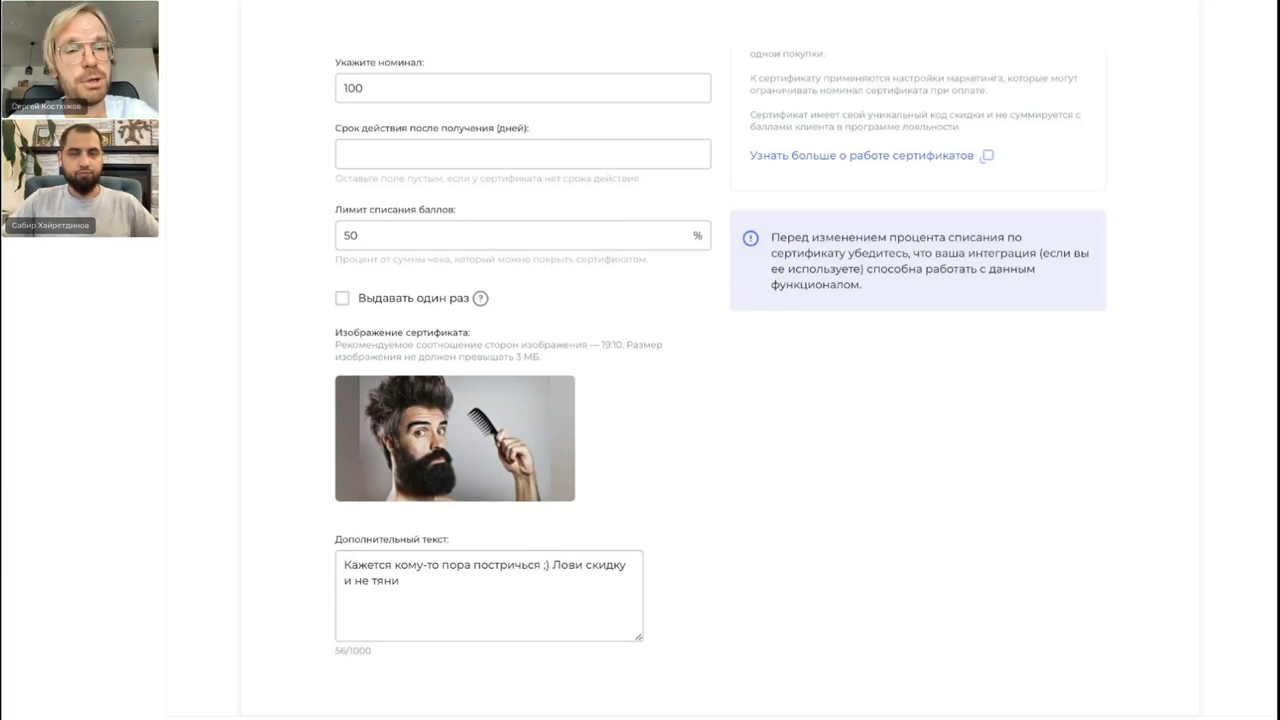 Сергей Костюжов
Сабир Хайретдинов
Укажите номинал:
100
Срок действия после получения (дней):
Оставьте поле пустым, если у сертификата нет срока действия
Лимит списания баллов:
50 %
Процент от суммы чека, который можно покрыть сертификатом.
Выдавать один раз ?
Изображение сертификата:
Рекомендуемое соотношение сторон изображения — 19:10. Размер
изображения не должен превышать 3 МБ.
Дополнительный текст:
Кажется кому-то пора постричься ;) Лови скидку
и не тяни
56/1000
одной покупки.
К сертификату применяются настройки маркетинга, которые могут
ограничивать номинал сертификата при оплате.
Сертификат имеет свой уникальный код скидки и не суммируется с
баллами клиента в программе лояльности.
Узнать больше о работе сертификатов
Перед изменением процента списания по
сертификату убедитесь, что ваша интеграция (если вы
ее используете) способна работать с данным
функционалом.